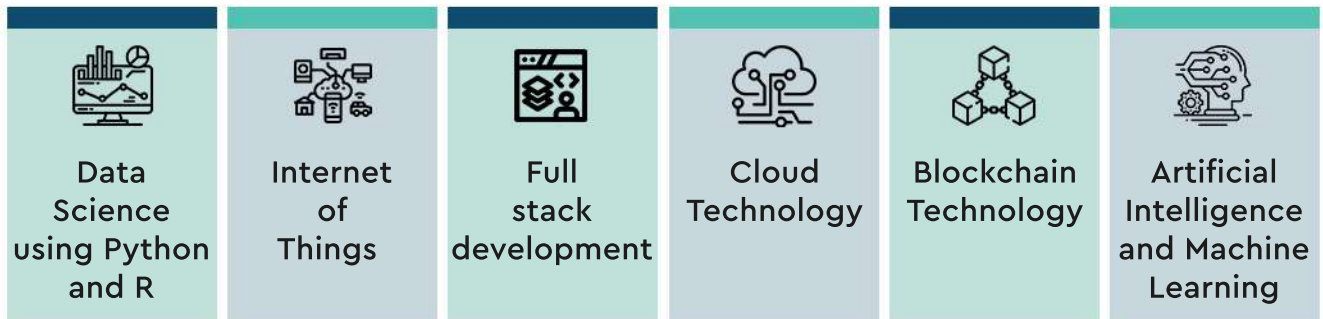 Data
Science
using Python
and R
Internet
of
Things
Full
stack
development
Cloud
Technology
Blockchain
Technology
Artificial
Intelligence
and Machine
Learning